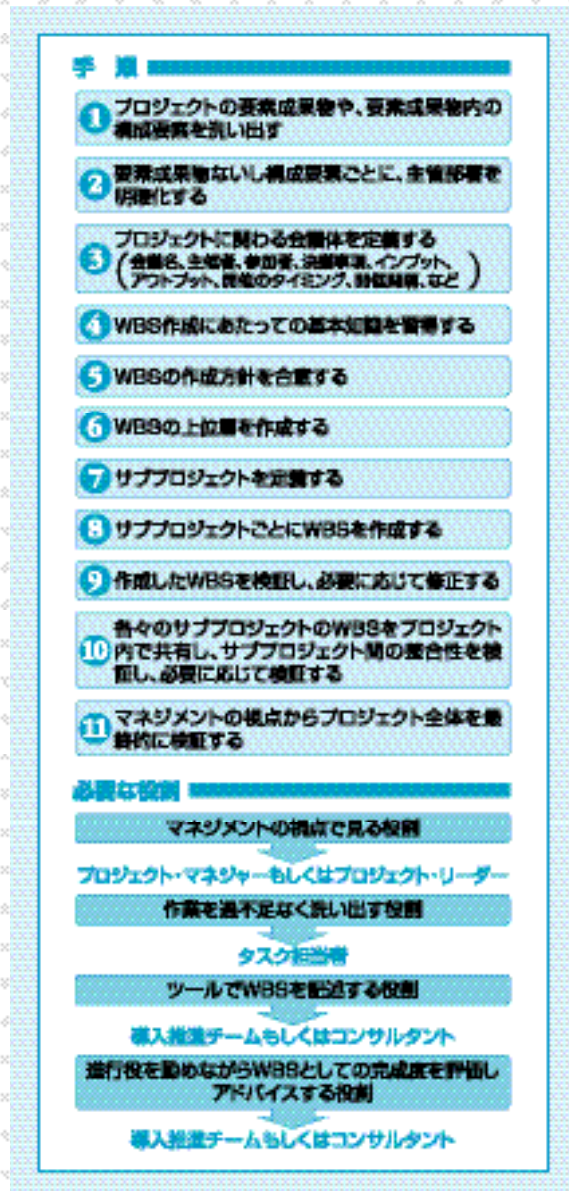 手 順
1 プロジェクトの要素成果物や、要素成果物内の
構成要素を洗い出す
2 要素成果物ないし構成要素ごとに、主管部署を
明確化する
3 プロジェクトに関わる会議体を定義する
(会議名、主催者、参加者、決議事項、インプット、
アウトプット、開催のタイミング、開催期間、など)
4 WBS作成にあたっての基本知識を習得する
5 WBSの作成方針を合意する
6 WBSの上位層を作成する
7 サブプロジェクトを定義する
8 サブプロジェクトごとにWBSを作成する
9 作成したWBSを検証し、必要に応じて修正する
10 各々のサブプロジェクトのWBSをプロジェクト
内で共有し、サブプロジェクト間の整合性を検
証し、必要に応じて検証する
11 マネジメントの視点からプロジェクト全体を最
終的に検証する
必要な役割
マネジメントの視点で見る役割
プロジェクト・マネジャーもしくはプロジェクト・リーダー
作業を過不足なく洗い出す役割
タスク担当者
ツールでWBSを記述する役割
導入推進チームもしくはコンサルタント
進行役を勤めながらWBSとしての完成度を評価し
アドバイスする役割
導入推進チームもしくはコンサルタント